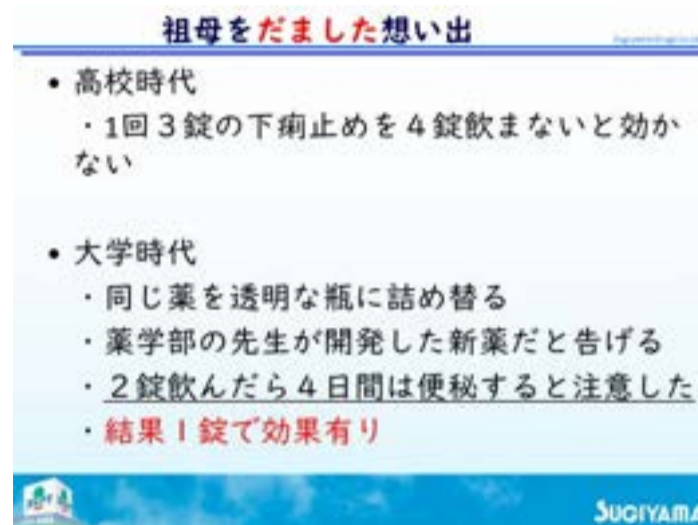 祖母をだました想い出
• 高校時代
・1回３錠の下痢止めを４錠飲まないと効か
ない
• 大学時代
・同じ薬を透明な瓶に詰め替る
・薬学部の先生が開発した新薬だと告げる
・２錠飲んだら４日間は便秘すると注意した
・結果１錠で効果有り
SUGIYAMA